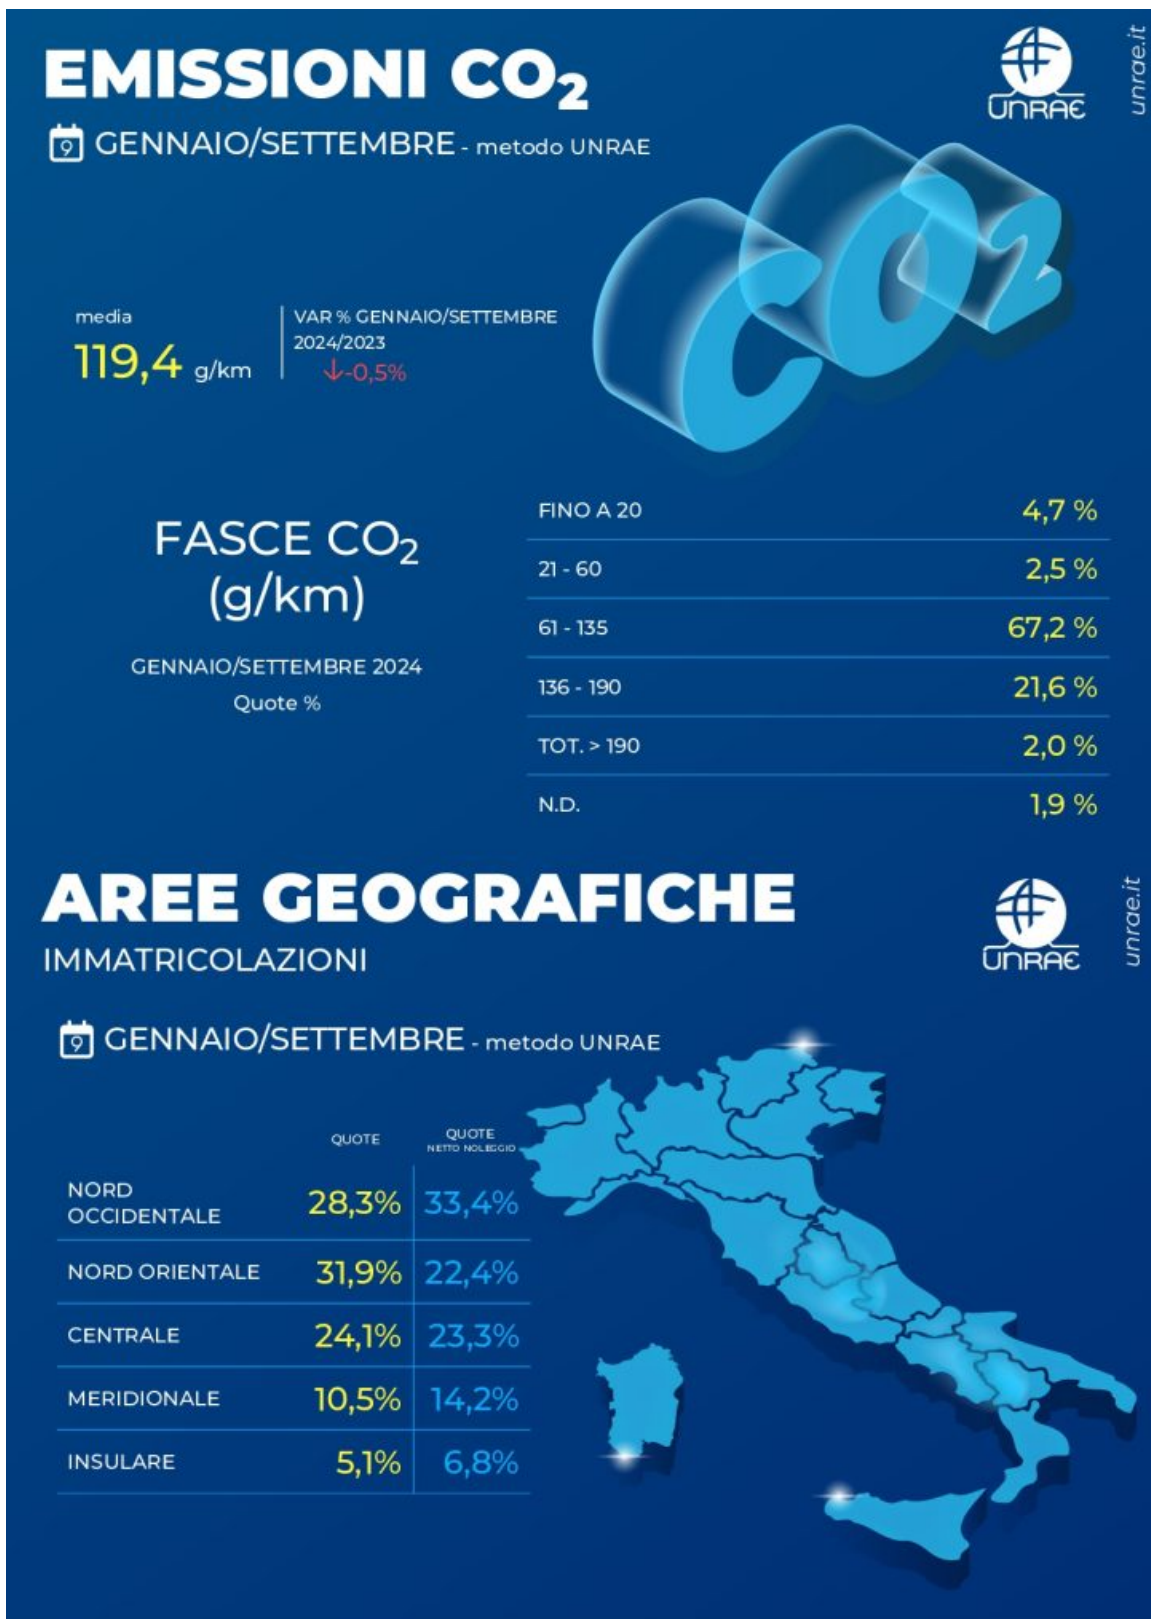 EMISSIONI CO₂
UNRAE
unrae.it
9 GENNAIO/SETTEMBRE - metodo UNRAE
CO2
media
119,4 g/km
VAR % GENNAIO/SETTEMBRE
2024/2023
↓-0,5%
FASCE CO₂
(g/km)
GENNAIO/SETTEMBRE 2024
Quote %
FINO A 20 4,7 %
21 - 60 2,5 %
61 - 135 67,2 %
136 - 190 21,6 %
TOT. > 190 2,0 %
N.D. 1,9 %
AREE GEOGRAFICHE
UNRAE
unrae.it
IMMATRICOLAZIONI
9 GENNAIO/SETTEMBRE - metodo UNRAE
QUOTE
QUOTE
NETTO NOLEGGIO
NORD
OCCIDENTALE 28,3% 33,4%
NORD ORIENTALE 31,9% 22,4%
CENTRALE 24,1% 23,3%
MERIDIONALE 10,5% 14,2%
INSULARE 5,1% 6,8%